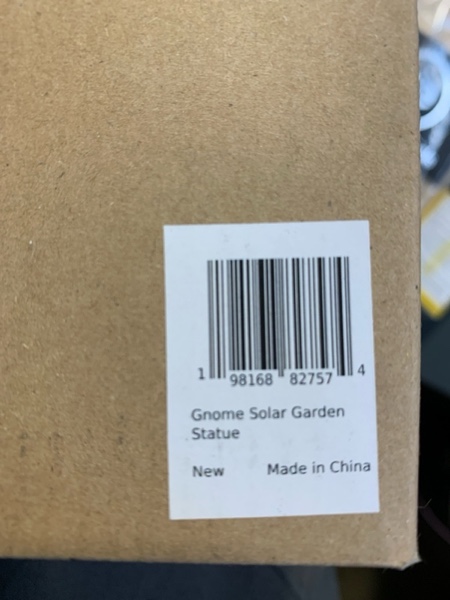 1 98168 82757 4
Gnome Solar Garden
Statue
New Made in China